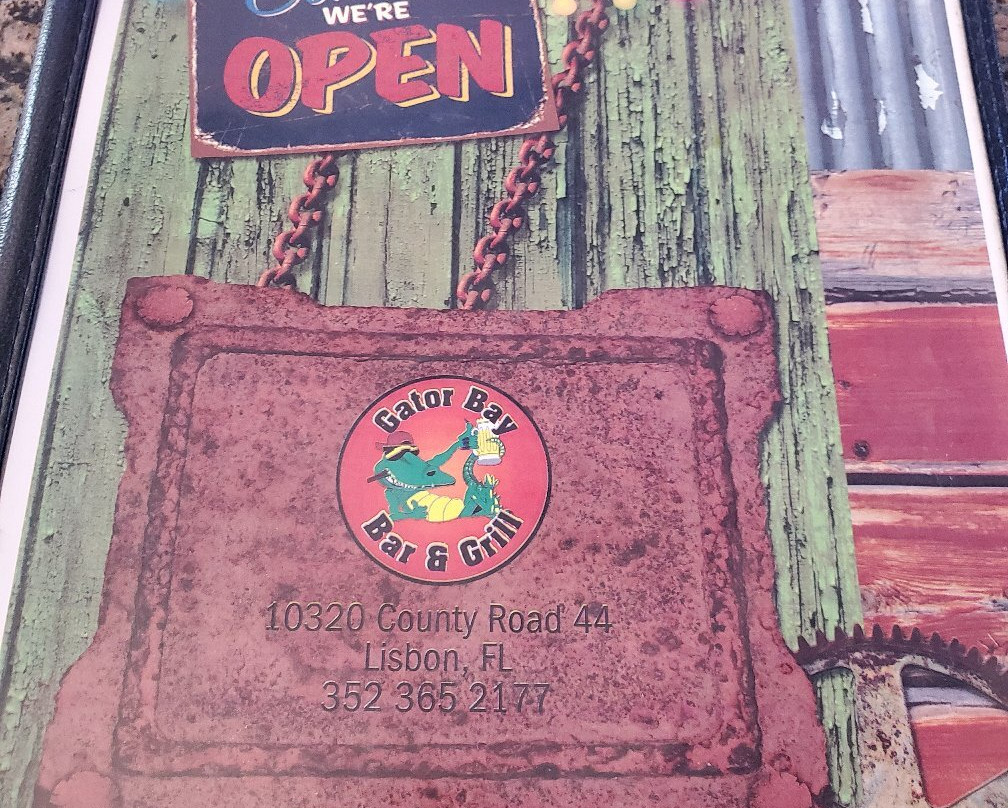 WE'RE
OPEN
Gator Bay
Bar & Grill
10320 County Road 44
Lisbon, FL
352 365 2177